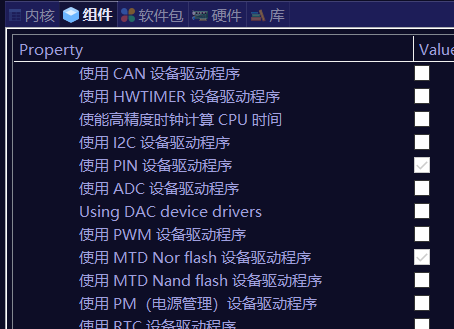 内核 组件 软件包 硬件 库
Property Value
使用 CAN 设备驱动程序
使用 HWTIMER 设备驱动程序
使能高精度时钟计算 CPU 时间
使用 I2C 设备驱动程序
使用 PIN 设备驱动程序
使用 ADC 设备驱动程序
Using DAC device drivers
使用 PWM 设备驱动程序
使用 MTD Nor flash 设备驱动程序
使用 MTD Nand flash 设备驱动程序
使用 PM（电源管理）设备驱动程序
使用 RTC 设备驱动程序